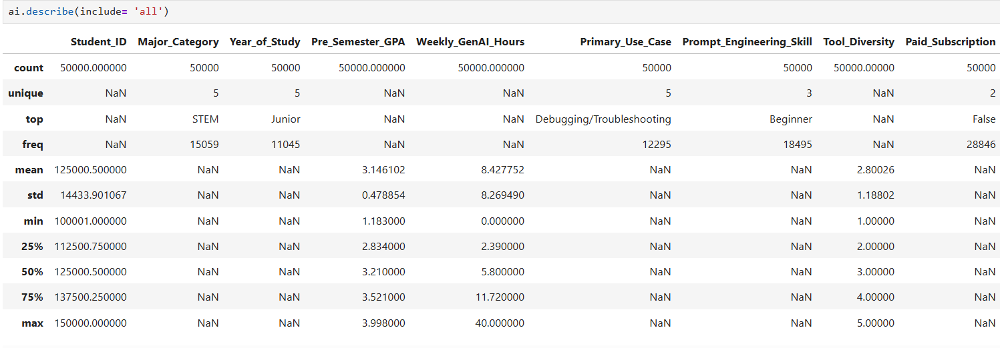 ai.describe(include= 'all')
Student_ID Major_Category Year_of_Study Pre_Semester_GPA Weekly_GenAI_Hours Primary_Use_Case Prompt_Engineering_Skill Tool_Diversity Paid_Subscription
count 50000.000000 50000 50000 50000.000000 50000.000000 50000 50000 50000.00000 50000
unique NaN 5 5 NaN NaN 5 3 NaN 2
top NaN STEM Junior NaN NaN Debugging/Troubleshooting Beginner NaN False
freq NaN 15059 11045 NaN NaN 12295 18495 NaN 28846
mean 125000.500000 NaN NaN 3.146102 8.427752 NaN NaN 2.80026 NaN
std 14433.901067 NaN NaN 0.478854 8.269490 NaN NaN 1.18802 NaN
min 100001.000000 NaN NaN 1.183000 0.000000 NaN NaN 1.00000 NaN
25% 112500.750000 NaN NaN 2.834000 2.390000 NaN NaN 2.00000 NaN
50% 125000.500000 NaN NaN 3.210000 5.800000 NaN NaN 3.00000 NaN
75% 137500.250000 NaN NaN 3.521000 11.720000 NaN NaN 4.00000 NaN
max 150000.000000 NaN NaN 3.998000 40.000000 NaN NaN 5.00000 NaN